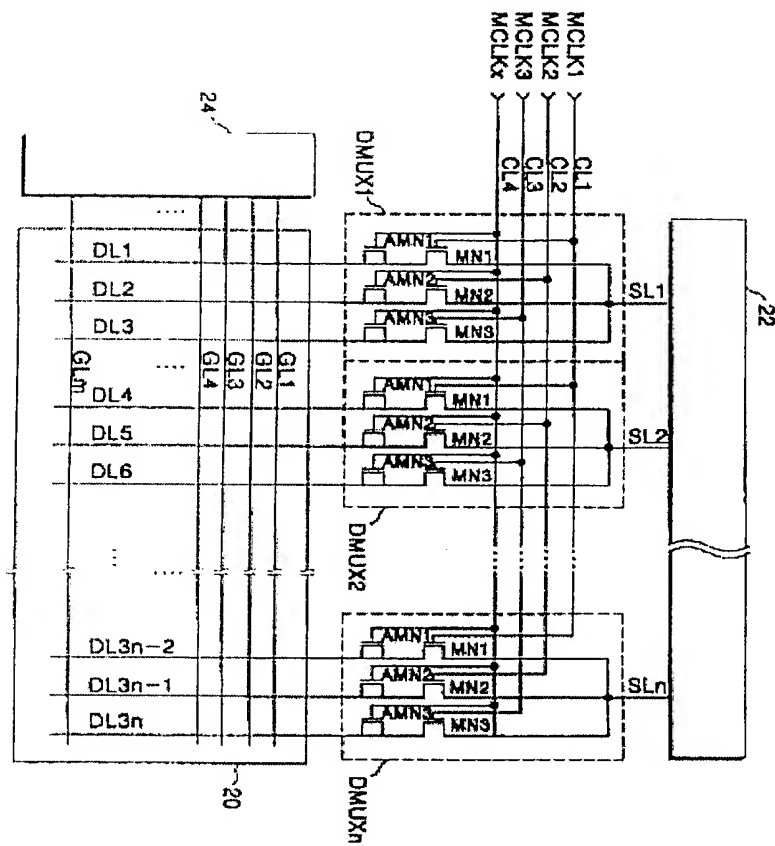 MCLK1
MCLK2
MCLK3
MCLKx
24
DMUX1
CL1
CL2
CL3
CL4
22
AMN1
MN1
AMN2
MN2
AMN3
MN3
SL1
DL1
DL2
DL3
GLm
GL4
GL3
GL2
GL1
AMN1
MN1
AMN2
MN2
AMN3
MN3
SL2
DL4
DL5
DL6
DMUX2
AMN1
MN1
AMN2
MN2
AMN3
MN3
SLn
DL3n-2
DL3n-1
DL3n
20
DMUXn